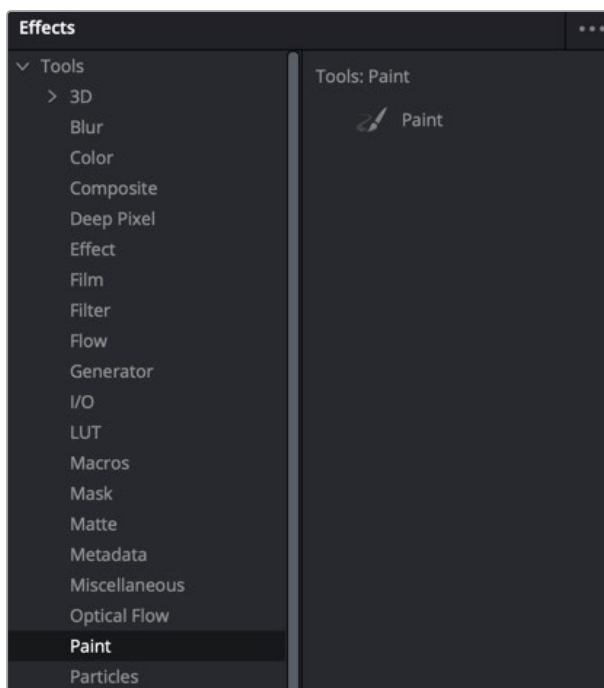 Effects
Tools
3D
Blur
Color
Composite
Deep Pixel
Effect
Film
Filter
Flow
Generator
I/O
LUT
Macros
Mask
Matte
Metadata
Miscellaneous
Optical Flow
Paint
Particles
Tools: Paint
Paint